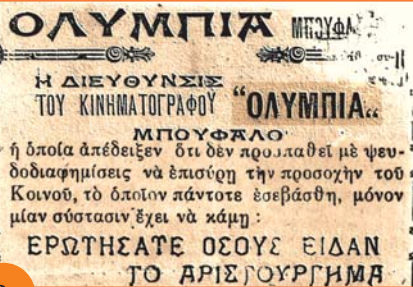 ΟΛΥΜΠΙΑ ΜΠΟΥΦΑ
Η ΔΙΕΥΘΥΝΣΙΣ
ΤΟΥ ΚΙΝΗΜΑΤΟΓΡΑΦΟΥ "ΟΛΥΜΠΙΑ„
ΜΠΟΥΦΑΛΟ
ἡ ὁποία ἀπέδειξεν ὅτι δὲν προσπαθεῖ μὲ ψευ-
δοδιαφημίσεις νὰ ἐπισύρῃ τὴν προσοχὴν τοῦ
Κοινοῦ, τὸ ὁποῖον πάντοτε ἐσεβάσθη, μόνον
μίαν σύστασιν ἔχει νὰ κάμῃ :
ΕΡΩΤΗΣΑΤΕ ΟΣΟΥΣ ΕΙΔΑΝ
ΤΟ ΑΡΙΣΤΟΥΡΓΗΜΑ